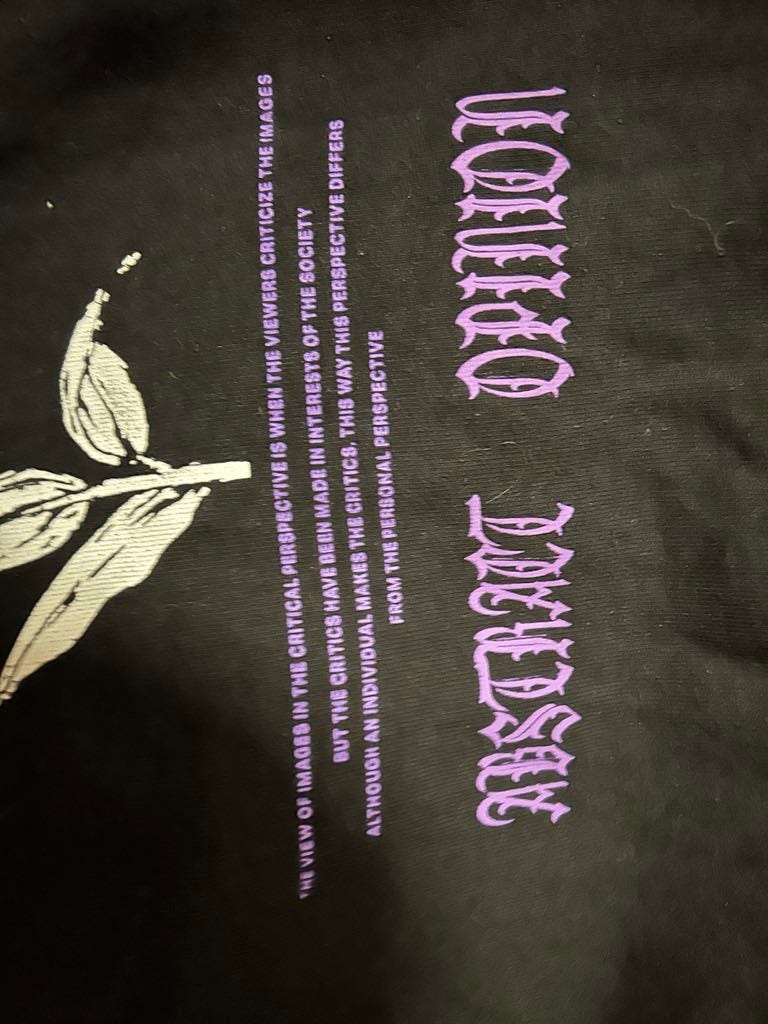 THE VIEW OF IMAGES IN THE CRITICAL PERSPECTIVE IS WHEN THE VIEWERS CRITICIZE THE IMAGES
BUT THE CRITICS HAVE BEEN MADE IN INTERESTS OF THE SOCIETY
ALTHOUGH AN INDIVIDUAL MAKES THE CRITICS, THIS WAY THIS PERSPECTIVE DIFFERS
FROM THE PERSONAL PERSPECTIVE
ABSTRACT OPINION